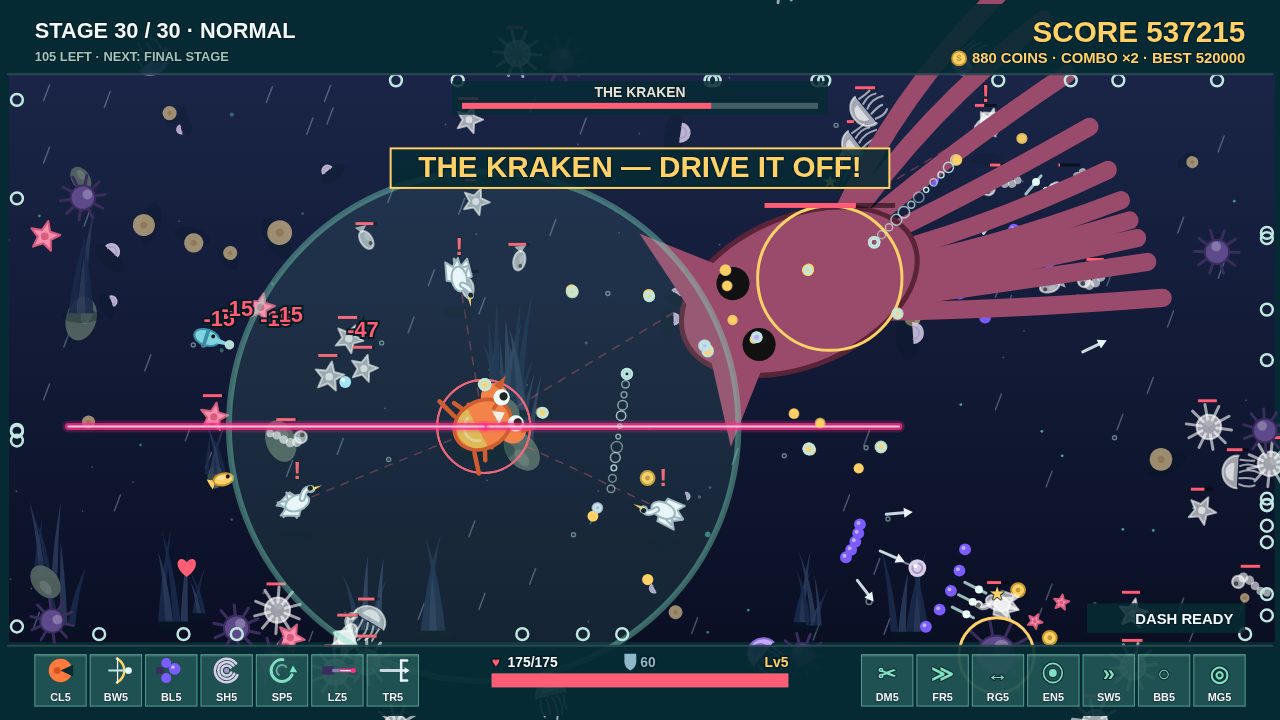 STAGE 30 / 30 · NORMAL
105 LEFT · NEXT: FINAL STAGE
SCORE 537215
880 COINS · COMBO ×2 · BEST 520000
THE KRAKEN
THE KRAKEN — DRIVE IT OFF!
!
!
-15
-15
-15
-47
!
!
DASH READY
CL5
BW5
BL5
SH5
SP5
LZ5
TR5
♥ 175/175
60
Lv5
DM5
FR5
RG5
EN5
SW5
BB5
MG5